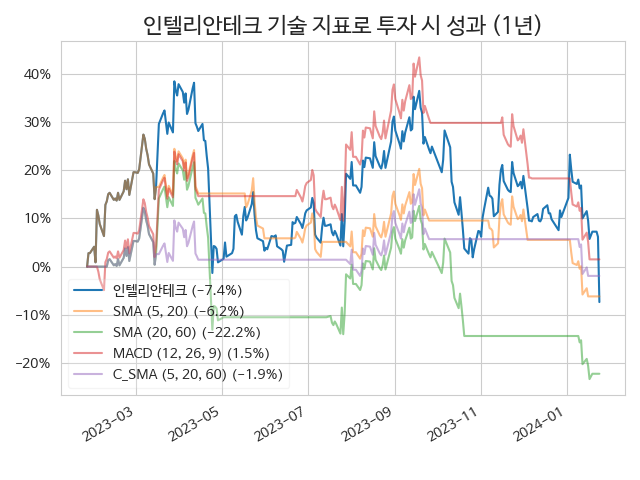 인텔리안테크 기술 지표로 투자 시 성과 (1년)
40%
30%
20%
10%
0%
−10%
−20%
인텔리안테크 (−7.4%)
SMA (5, 20) (−6.2%)
SMA (20, 60) (−22.2%)
MACD (12, 26, 9) (1.5%)
C_SMA (5, 20, 60) (−1.9%)
2023−03
2023−05
2023−07
2023−09
2023−11
2024−01